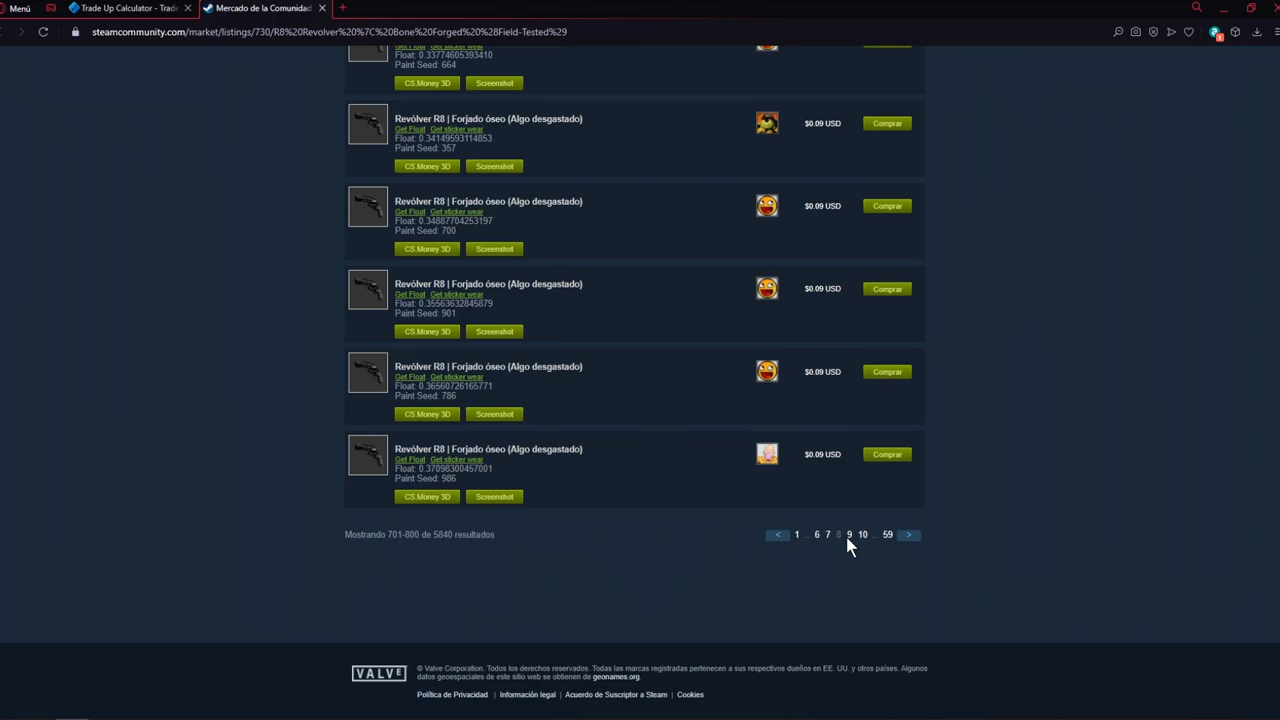 Menú
Trade Up Calculator - Trade
Mercado de la Comunidad
steamcommunity.com/market/listings/730/R8%20Revolver%20%7C%20Bone%20Forged%20%28Field-Tested%29
Get Float Get sticker wear
Float: 0.33774605393410
Paint Seed: 664
CS.Money 3D Screenshot
Revólver R8 | Forjado óseo (Algo desgastado)
Get Float Get sticker wear
Float: 0.34149593114853
Paint Seed: 357
$0.09 USD Comprar
CS.Money 3D Screenshot
Revólver R8 | Forjado óseo (Algo desgastado)
Get Float Get sticker wear
Float: 0.34887704253197
Paint Seed: 700
$0.09 USD Comprar
CS.Money 3D Screenshot
Revólver R8 | Forjado óseo (Algo desgastado)
Get Float Get sticker wear
Float: 0.35563632845879
Paint Seed: 901
$0.09 USD Comprar
CS.Money 3D Screenshot
Revólver R8 | Forjado óseo (Algo desgastado)
Get Float Get sticker wear
Float: 0.36560726165771
Paint Seed: 786
$0.09 USD Comprar
CS.Money 3D Screenshot
Revólver R8 | Forjado óseo (Algo desgastado)
Get Float Get sticker wear
Float: 0.37098300457001
Paint Seed: 986
$0.09 USD Comprar
CS.Money 3D Screenshot
Mostrando 701-800 de 5840 resultados
< 1 ... 6 7 8 9 10 ... 59 >
VALVE
© Valve Corporation. Todos los derechos reservados. Todas las marcas registradas pertenecen a sus respectivos dueños en EE. UU. y otros países. Algunos
datos geoespaciales de este sitio web se obtienen de geonames.org.
Política de Privacidad | Información legal | Acuerdo de Suscriptor a Steam | Cookies